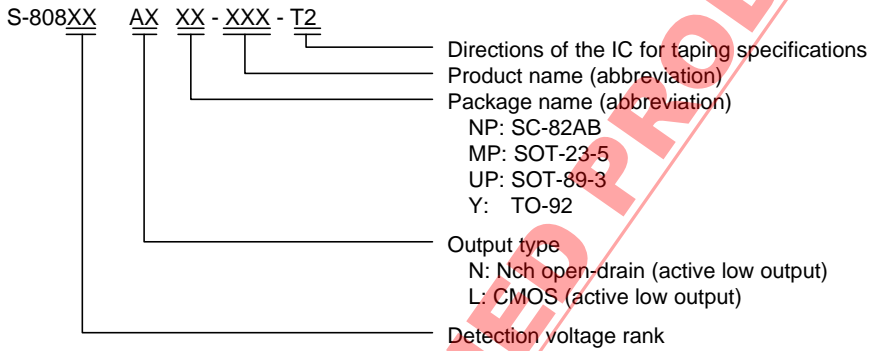 S-808XX AX XX - XXX - T2
Directions of the IC for taping specifications
Product name (abbreviation)
Package name (abbreviation)
NP: SC-82AB
MP: SOT-23-5
UP: SOT-89-3
Y: TO-92
Output type
N: Nch open-drain (active low output)
L: CMOS (active low output)
Detection voltage rank